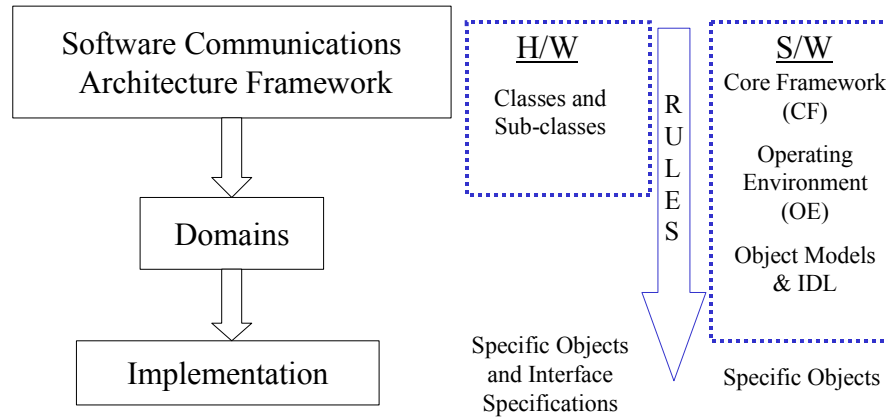 Software Communications
Architecture Framework
Domains
Implementation
H/W
Classes and
Sub-classes
Specific Objects
and Interface
Specifications
RULES
S/W
Core Framework
(CF)
Operating
Environment
(OE)
Object Models
& IDL
Specific Objects